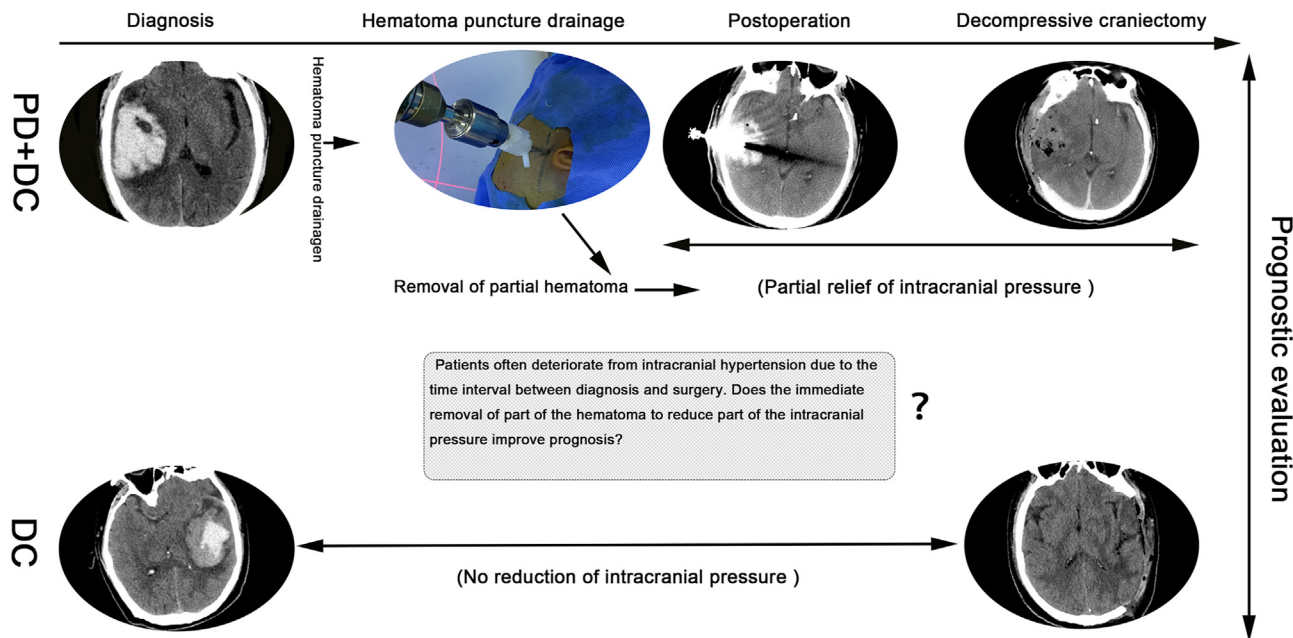 Diagnosis
Hematoma puncture drainage
Postoperation
Decompressive craniectomy
PD+DC
Hematoma puncture drainagen
Removal of partial hematoma
(Partial relief of intracranial pressure )
Prognostic evaluation
Patients often deteriorate from intracranial hypertension due to the
time interval between diagnosis and surgery. Does the immediate
removal of part of the hematoma to reduce part of the intracranial
pressure improve prognosis?
?
DC
(No reduction of intracranial pressure )